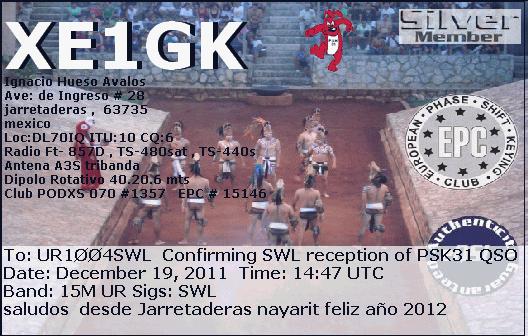 XE1GK
Silver
Member
Ignacio Hueso Avalos
Ave: de Ingreso # 28
jarretaderas , 63735
mexico
Loc:DL70IQ ITU:10 CQ:6
Radio Ft- 857D , TS-480sat , TS-440s
Antena A3S tribanda
Dipolo Rotativo 40.20.6 mts
Club PODXS 070 #1357 EPC # 15146
EUROPEAN PHASE SHIFT KEYING CLUB
EPC
Authenticity
To: UR1ØØ4SWL Confirming SWL reception of PSK31 QSO
Date: December 19, 2011 Time: 14:47 UTC
Band: 15M UR Sigs: SWL
saludos desde Jarretaderas nayarit feliz año 2012